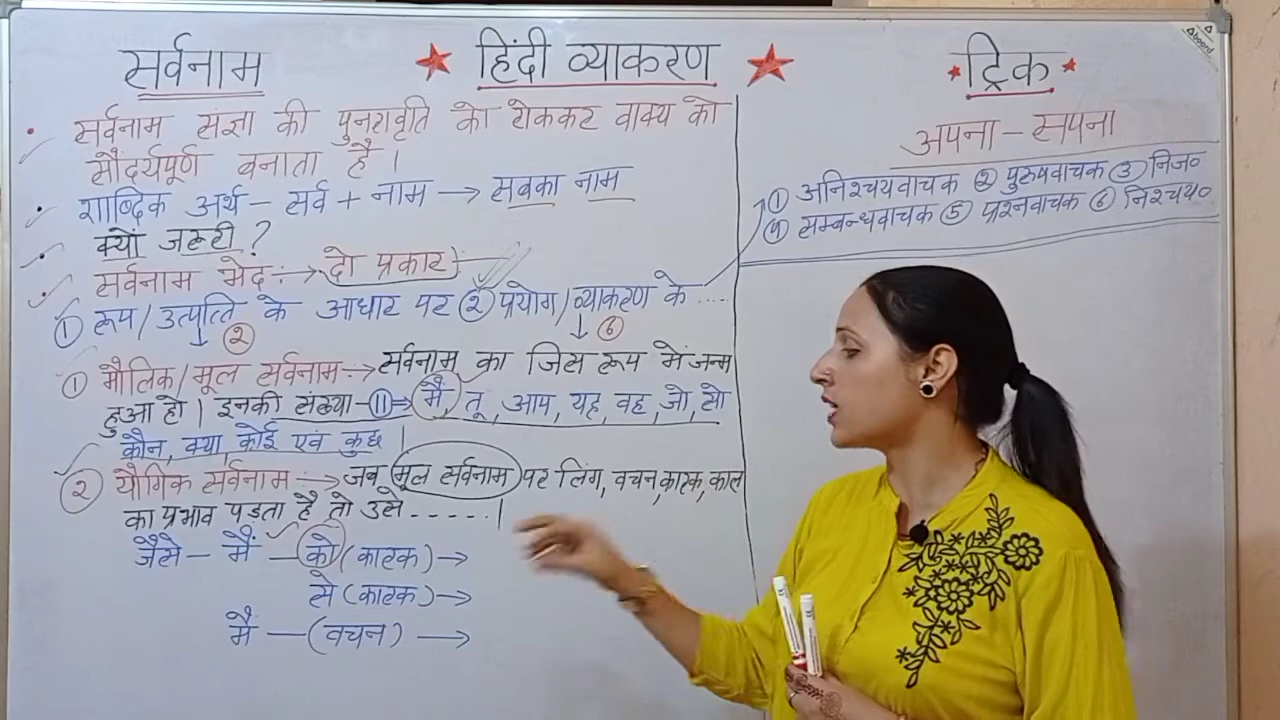 सर्वनाम
हिंदी व्याकरण
ट्रिक
सर्वनाम संज्ञा की पुनरावृति को रोककर वाक्य को
सौंदर्यपूर्ण बनाता है ।
शाब्दिक अर्थ - सर्व + नाम → सबका नाम
क्यों जरूरी ?
सर्वनाम भेद :→ दो प्रकार
① रूप/उत्पत्ति के आधार पर ② प्रयोग/व्याकरण के ....
↓ ② ↓ ⑥
① मौलिक/मूल सर्वनाम :→ सर्वनाम का जिस रूप में जन्म
हुआ हो । इनकी संख्या - ⑪ → मैं, तू, आप, यह, वह, जो, सो
कौन, क्या, कोई एवं कुछ ।
② यौगिक सर्वनाम :→ जब मूल सर्वनाम पर लिंग, वचन, कारक, काल
का प्रभाव पड़ता है तो उसे ..... ।
जैसे - मैं - को (कारक) →
से (कारक) →
मैं - (वचन) →
अपना - सपना
① अनिश्चयवाचक ② पुरुषवाचक ③ निज०
④ सम्बन्धवाचक ⑤ प्रश्नवाचक ⑥ निश्चय०
board